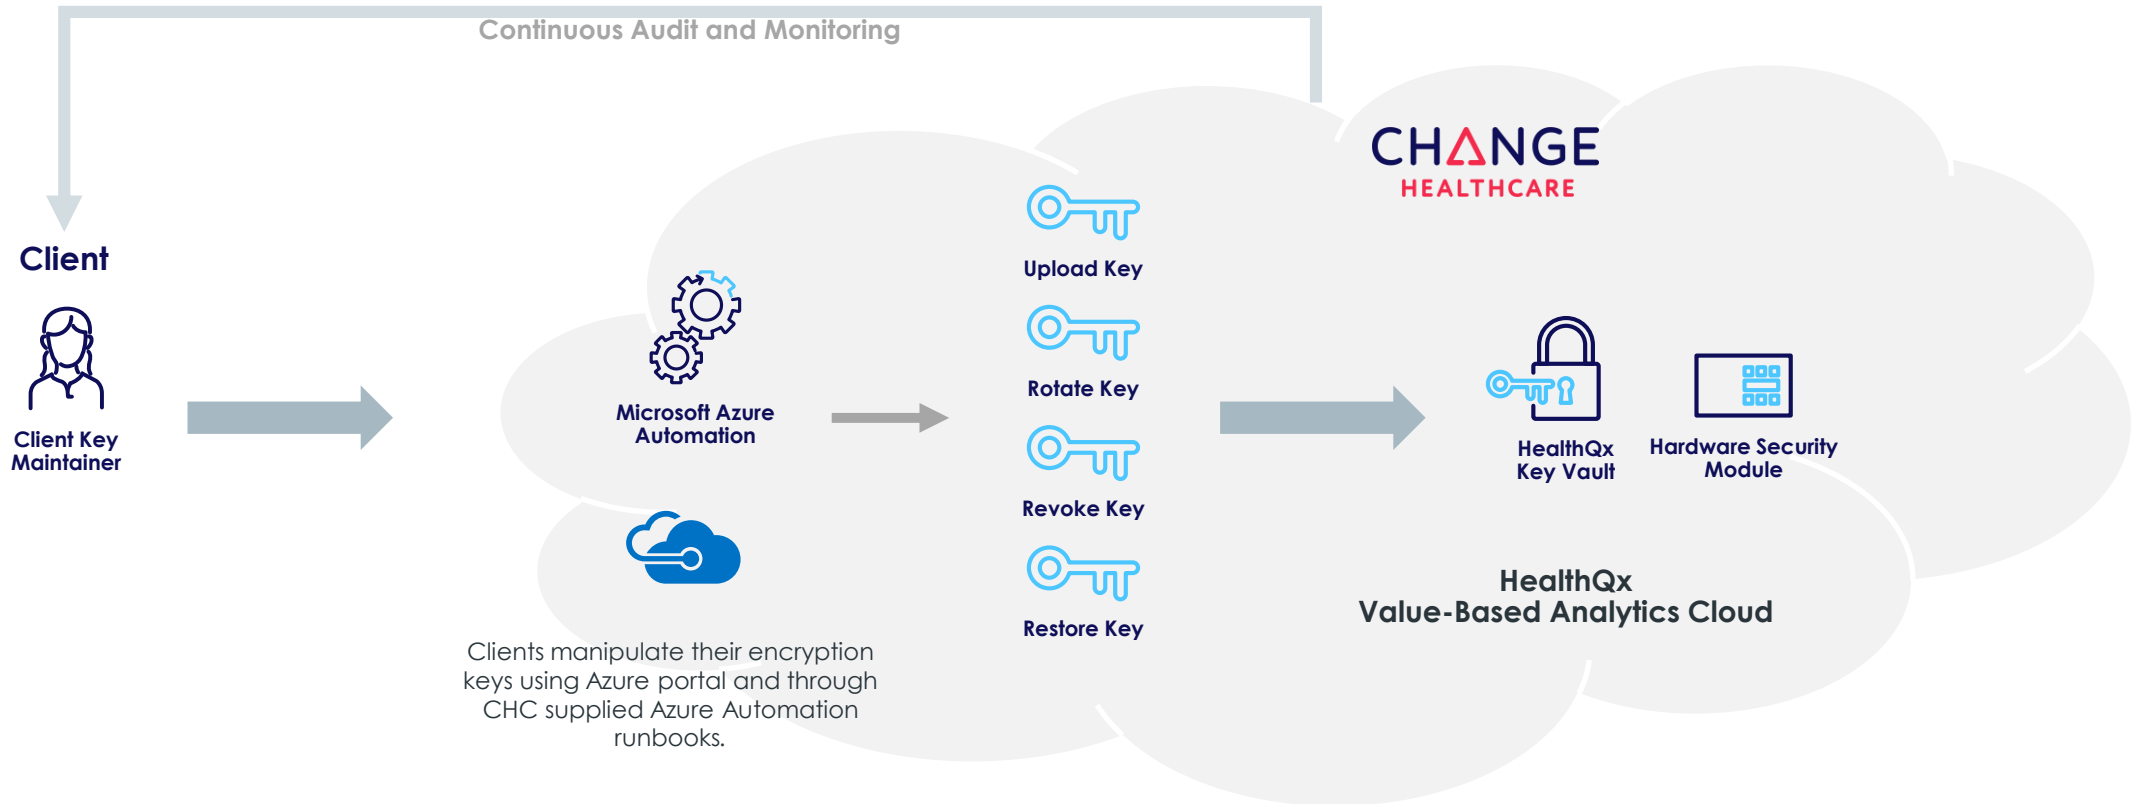 Continuous Audit and Monitoring
CHANGE
HEALTHCARE
Client
Client Key
Maintainer
Microsoft Azure
Automation
Clients manipulate their encryption
keys using Azure portal and through
CHC supplied Azure Automation
runbooks.
Upload Key
Rotate Key
Revoke Key
Restore Key
HealthQx
Key Vault
Hardware Security
Module
HealthQx
Value-Based Analytics Cloud